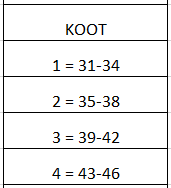 KOOT
1 = 31-34
2 = 35-38
3 = 39-42
4 = 43-46